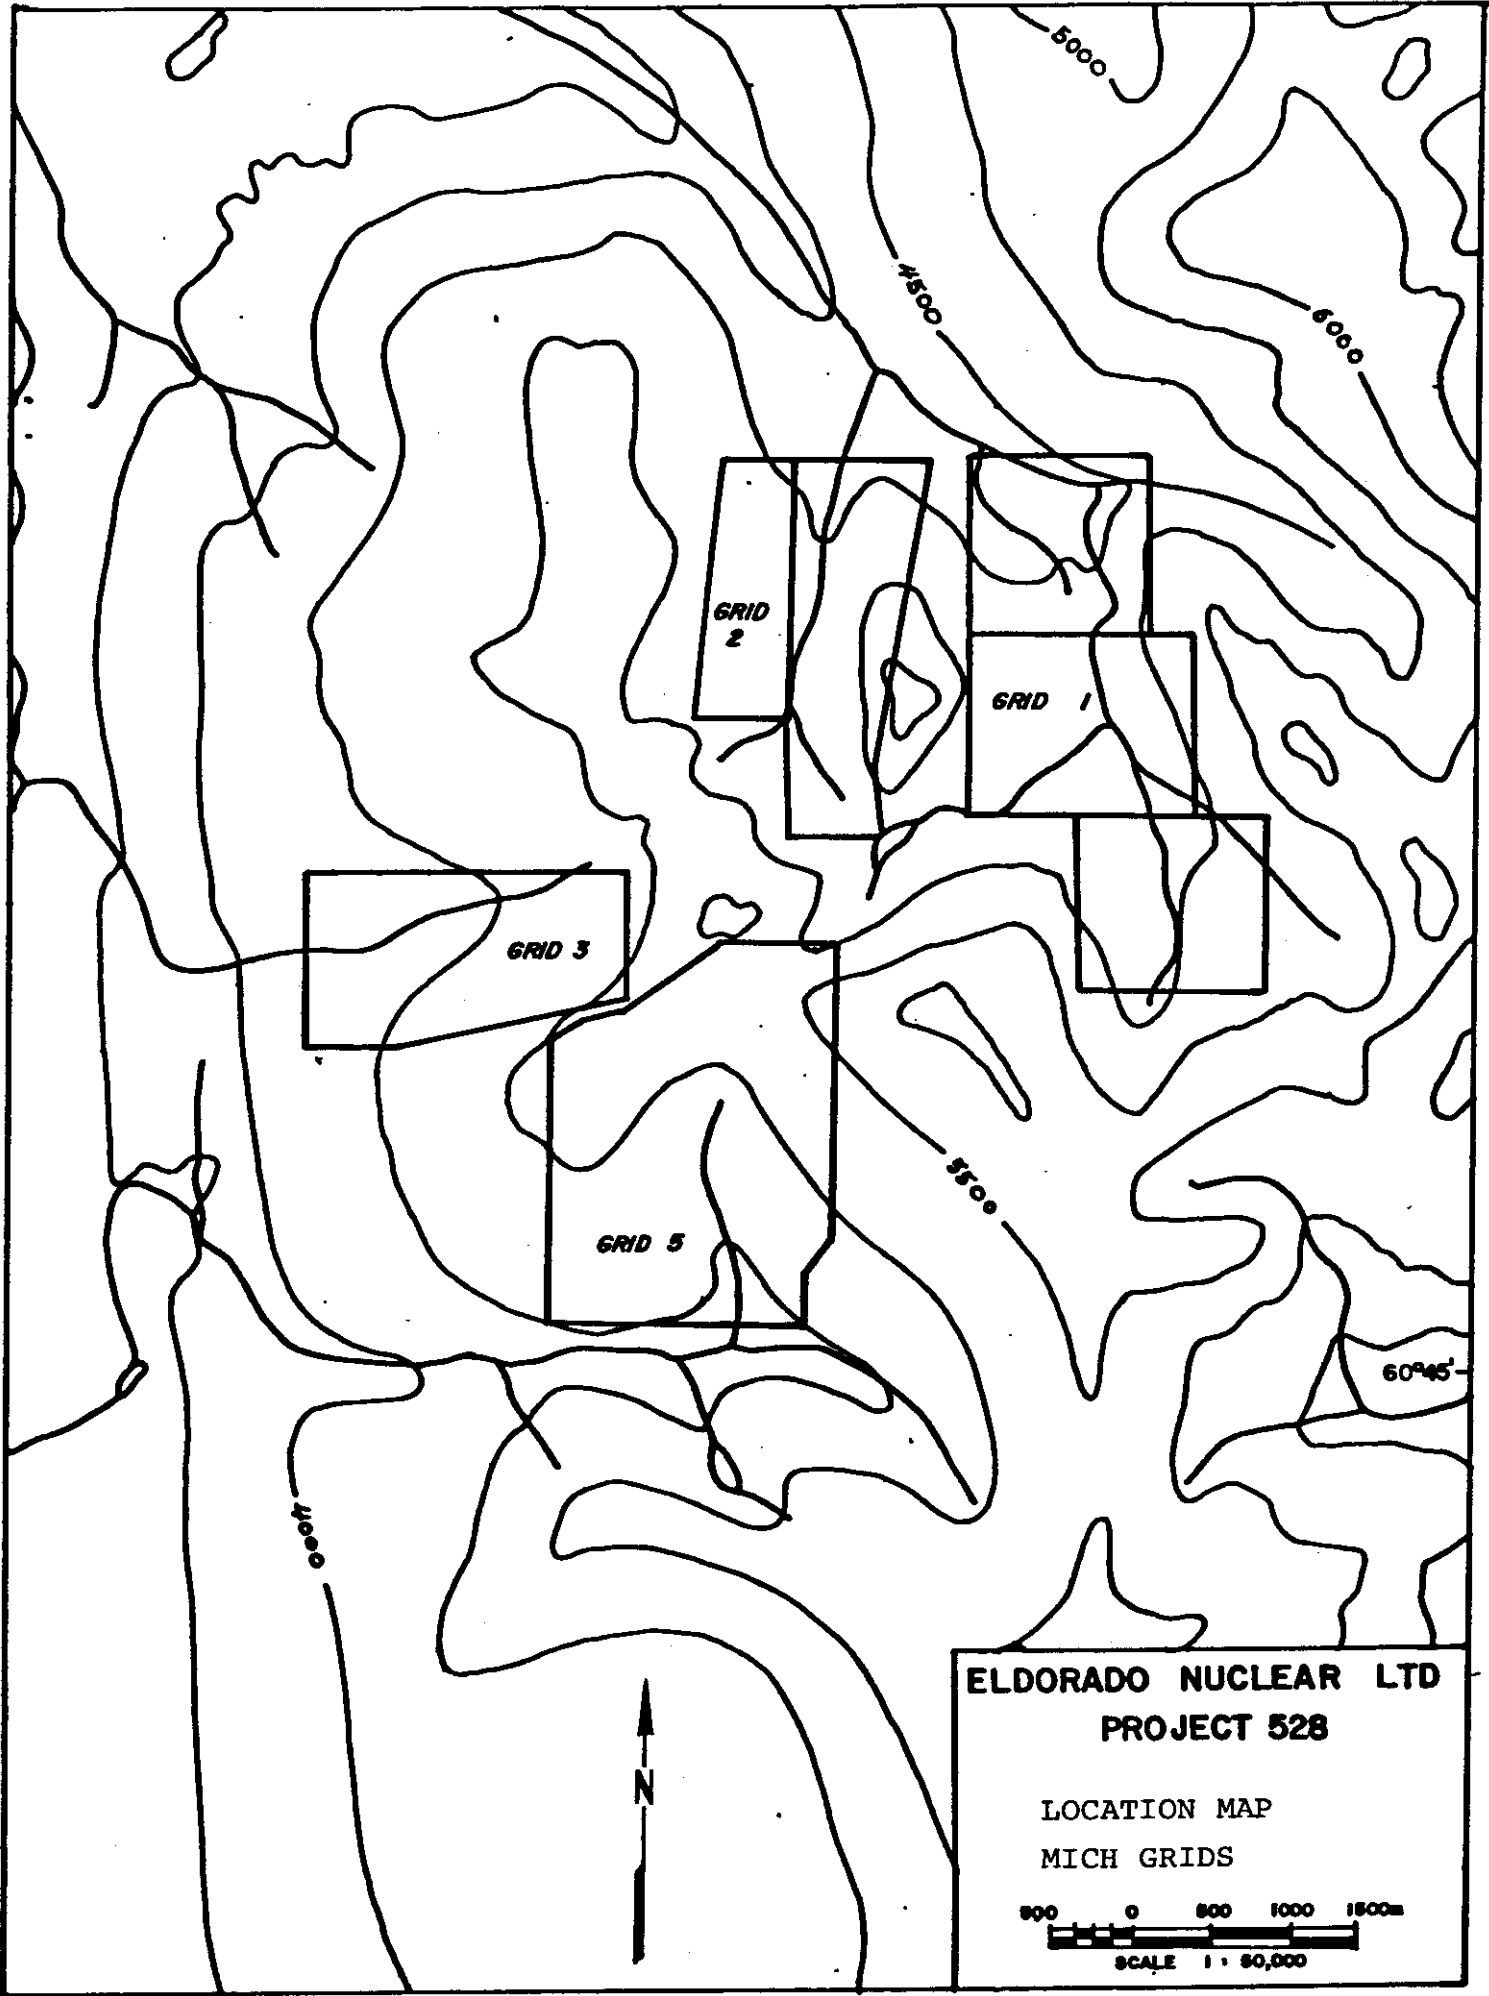 5000
4500
6000
GRID
2
GRID 1
GRID 3
5500
GRID 5
60°45'
4000
N
ELDORADO NUCLEAR LTD
PROJECT 528
LOCATION MAP
MICH GRIDS
500 0 500 1000 1500m
SCALE 1 : 50,000